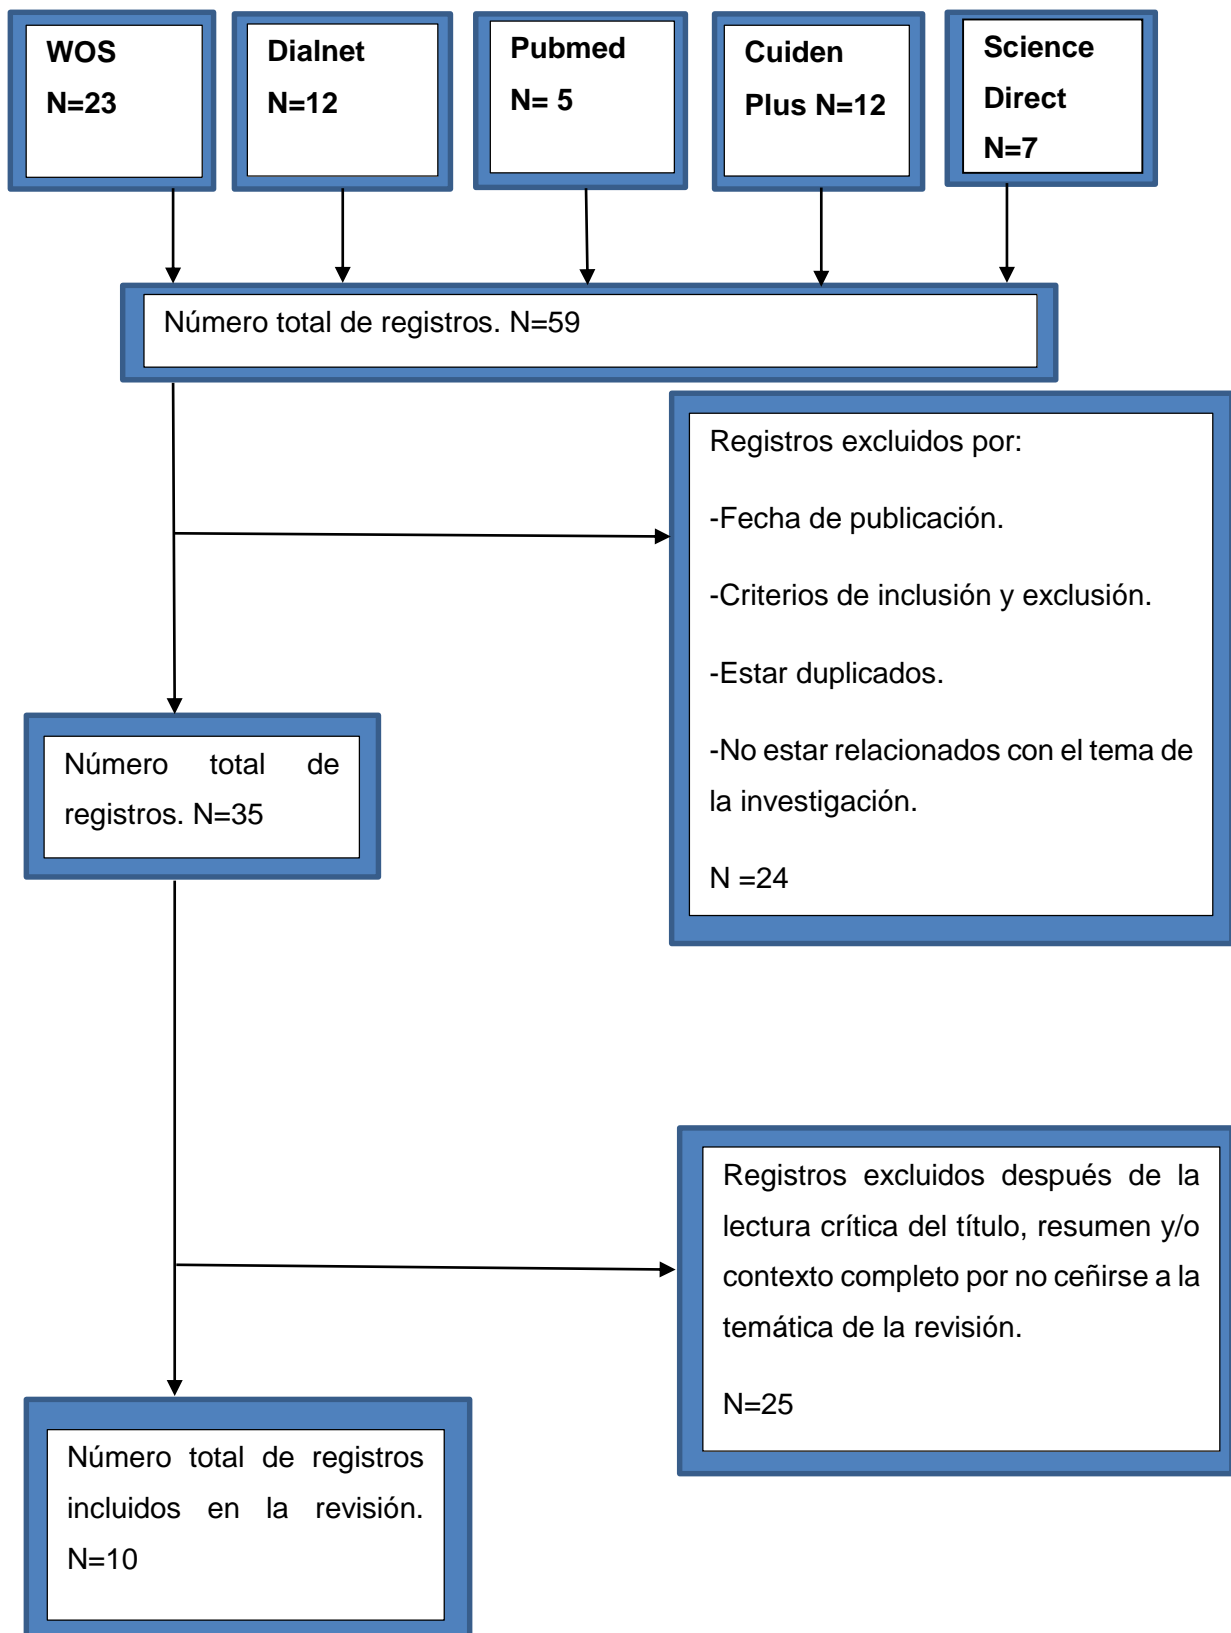 WOS
N=23
Dialnet
N=12
Pubmed
N= 5
Cuiden
Plus N=12
Science
Direct
N=7
Número total de registros. N=59
Registros excluidos por:
-Fecha de publicación.
-Criterios de inclusión y exclusión.
-Estar duplicados.
-No estar relacionados con el tema de
la investigación.
N =24
Número total de
registros. N=35
Registros excluidos después de la
lectura crítica del título, resumen y/o
contexto completo por no ceñirse a la
temática de la revisión.
N=25
Número total de registros
incluidos en la revisión.
N=10